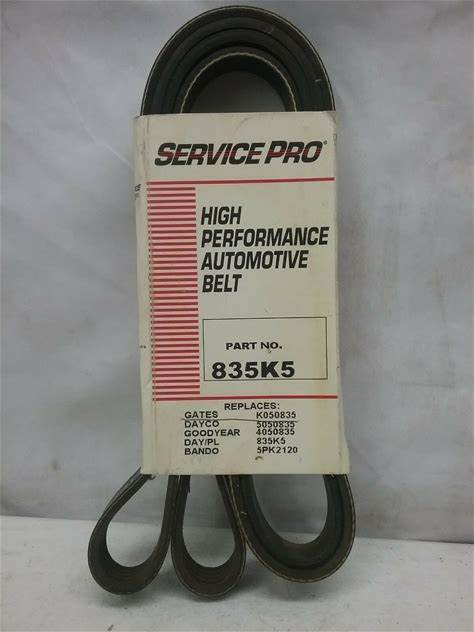 SERVICE PRO®
HIGH
PERFORMANCE
AUTOMOTIVE
BELT
PART NO.
835K5
REPLACES:
GATES K050835
DAYCO 5050835
GOODYEAR 4050835
DAY/PL 835K5
BANDO 5PK2120